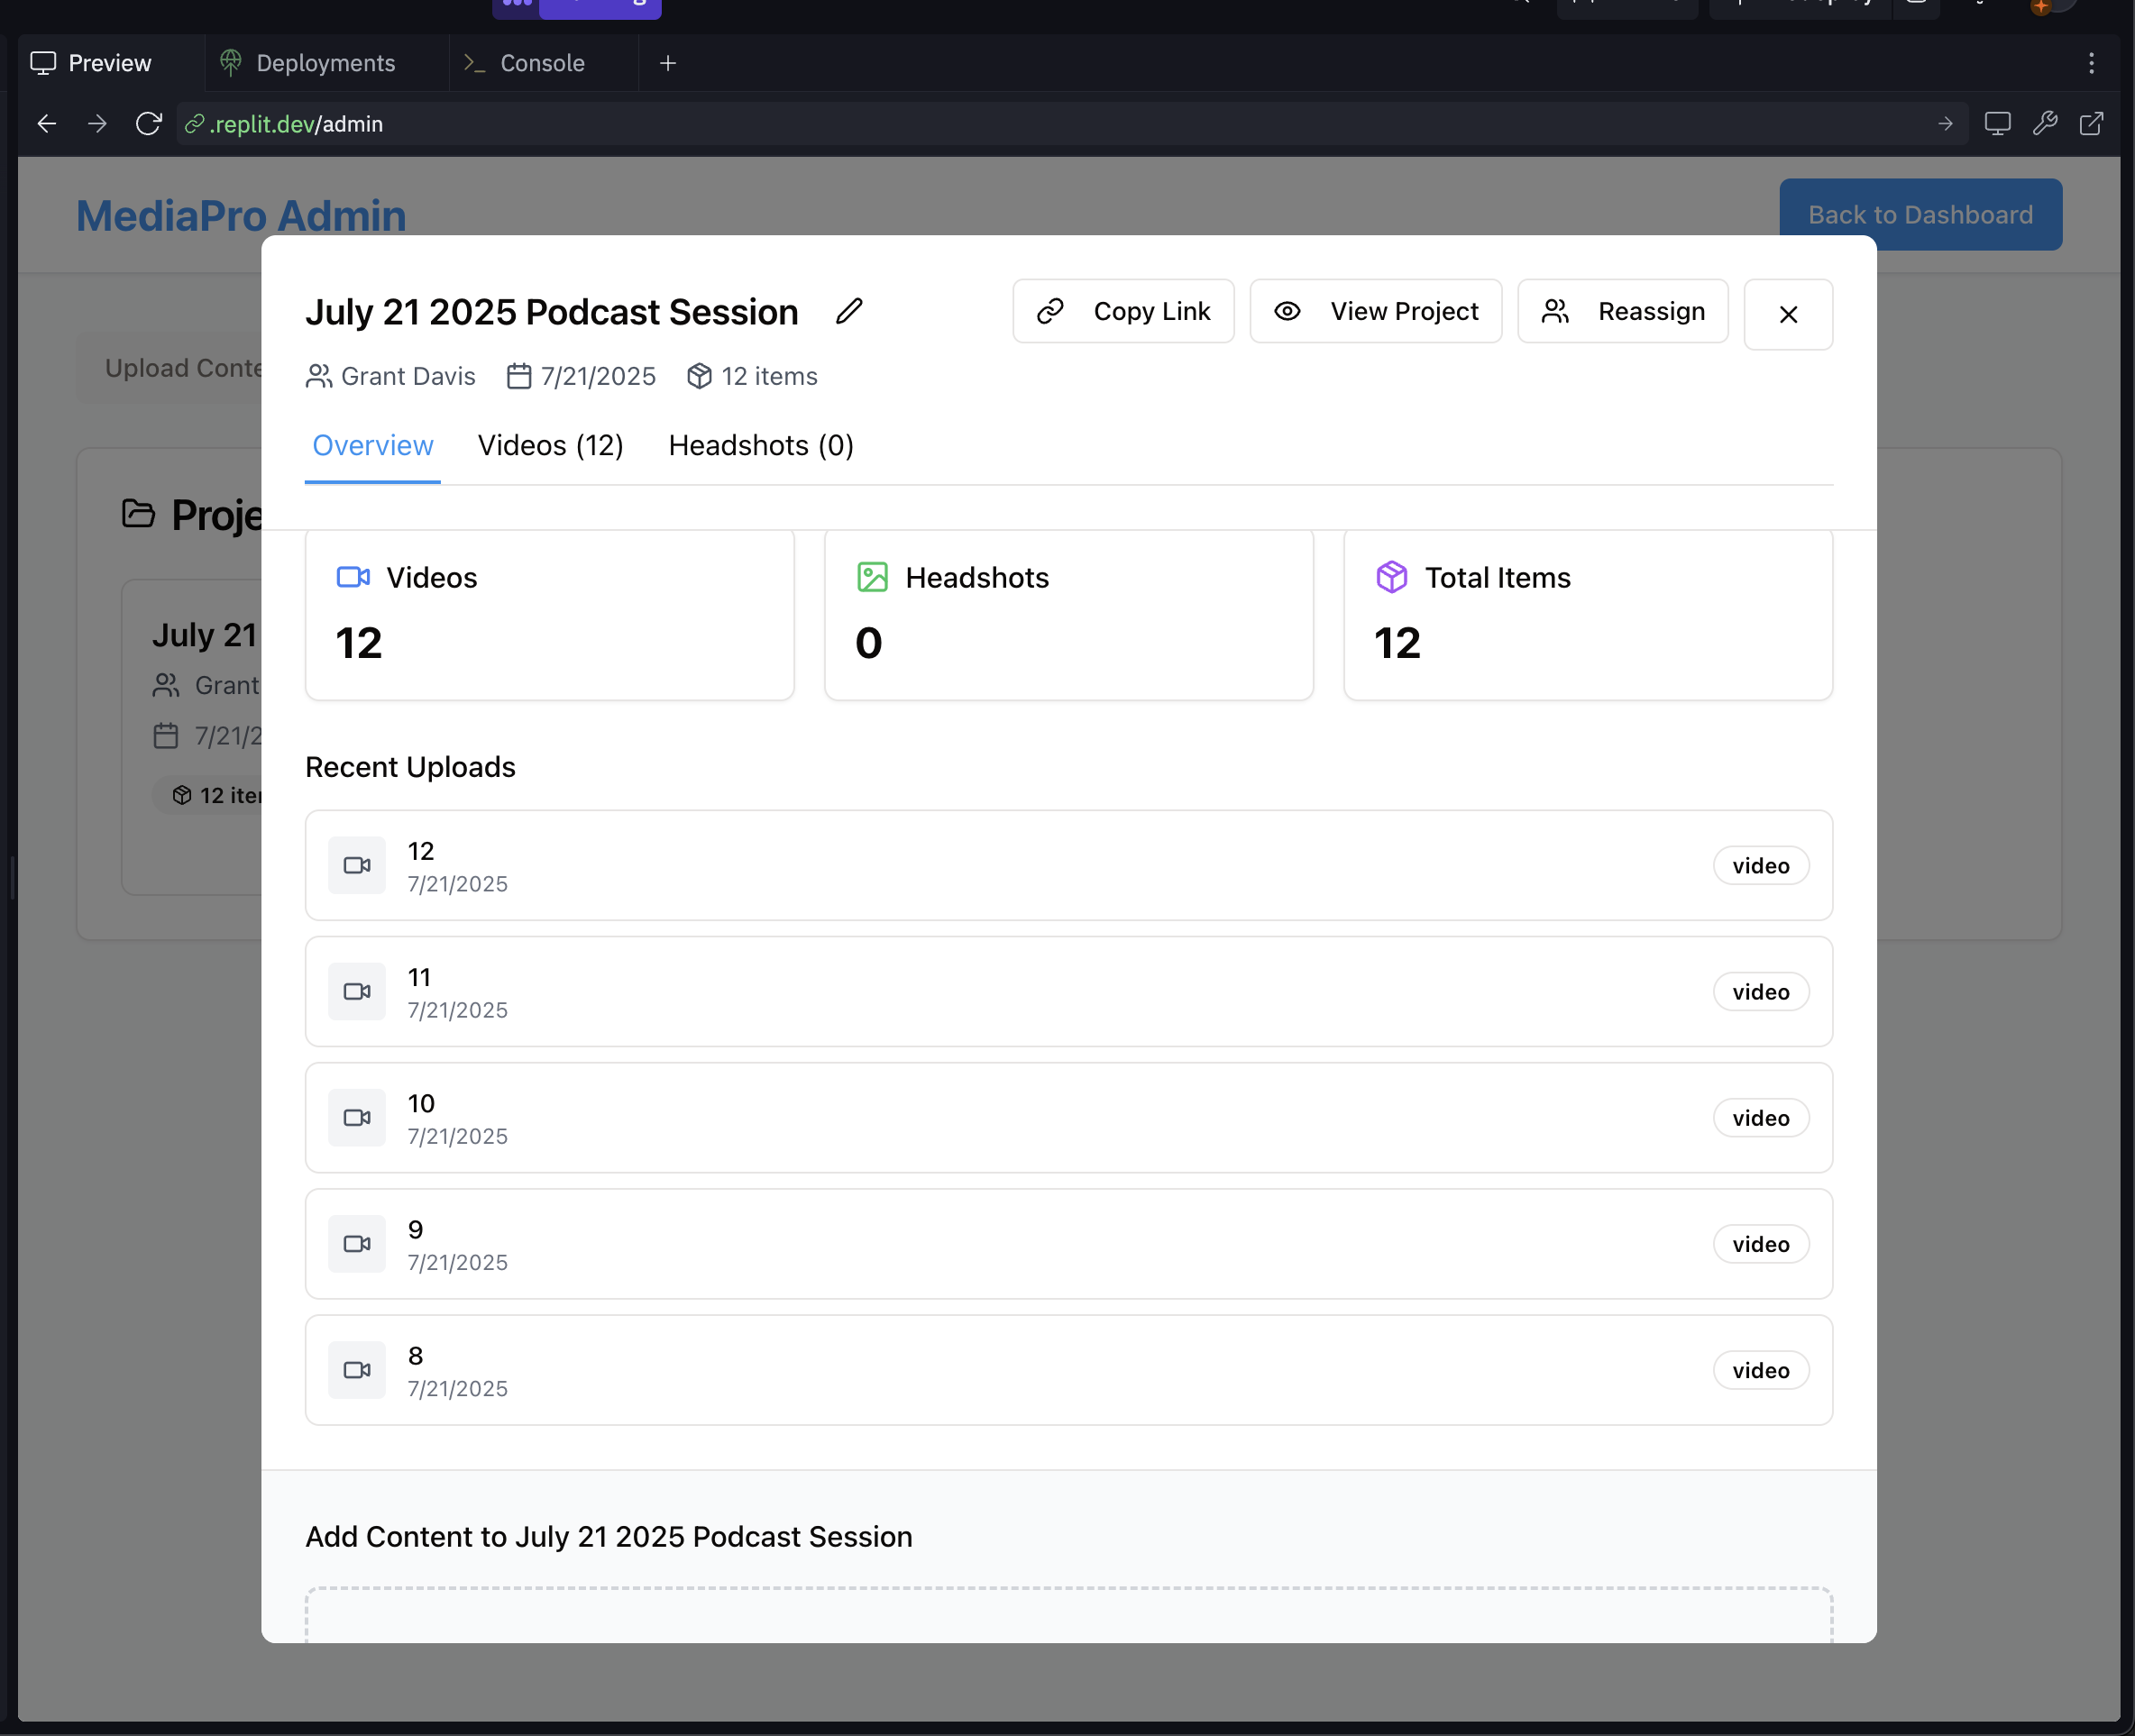 Preview
Deployments
Console
.replit.dev/admin
MediaPro Admin
Back to Dashboard
July 21 2025 Podcast Session
Copy Link
View Project
Reassign
Grant Davis
7/21/2025
12 items
Upload Conte
Overview
Videos (12)
Headshots (0)
Proje
Videos
12
Headshots
0
Total Items
12
July 21
Grant
7/21/2
12 iter
Recent Uploads
12
7/21/2025
video
11
7/21/2025
video
10
7/21/2025
video
9
7/21/2025
video
8
7/21/2025
video
Add Content to July 21 2025 Podcast Session